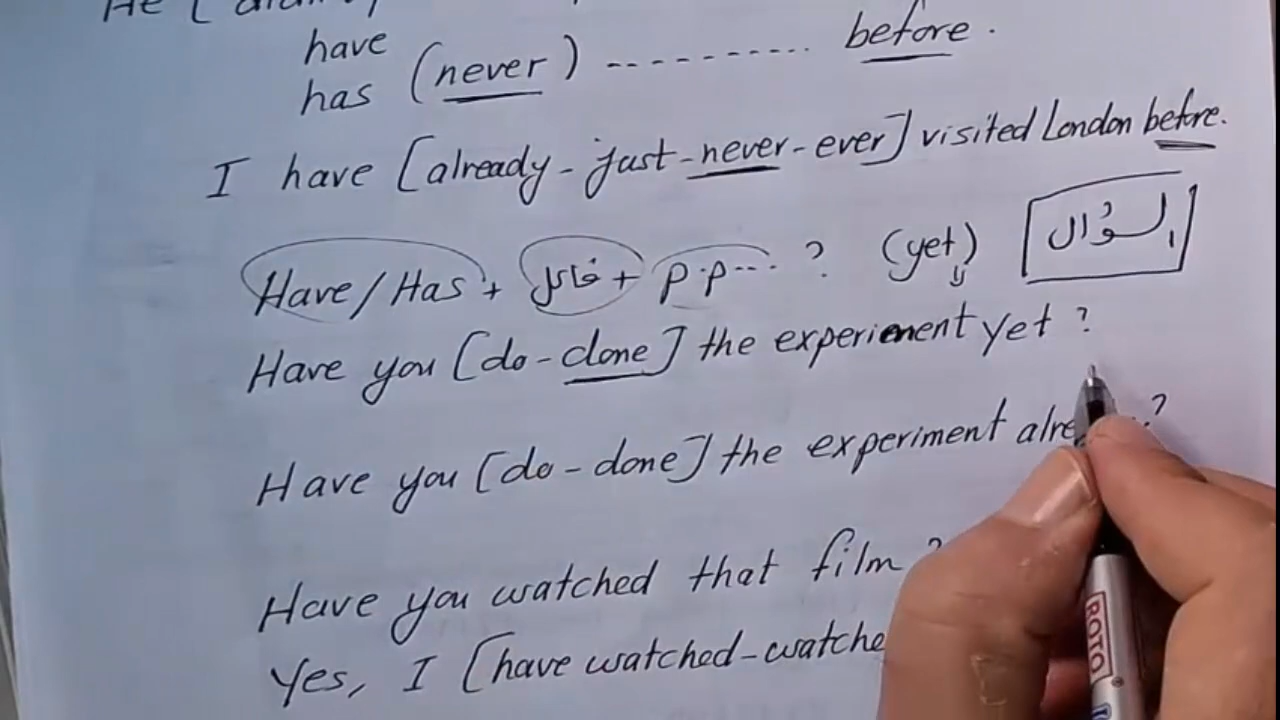 He [
have
has (never) ---------- before.
I have [already - just - never - ever] visited London before.
Have/Has + فاعل + p.p... ? (yet) السؤال
Have you [do - done] the experiment yet ?
Have you [do - done] the experiment
Have you watched that film ?
Yes, I [have watched - watche
ROTO